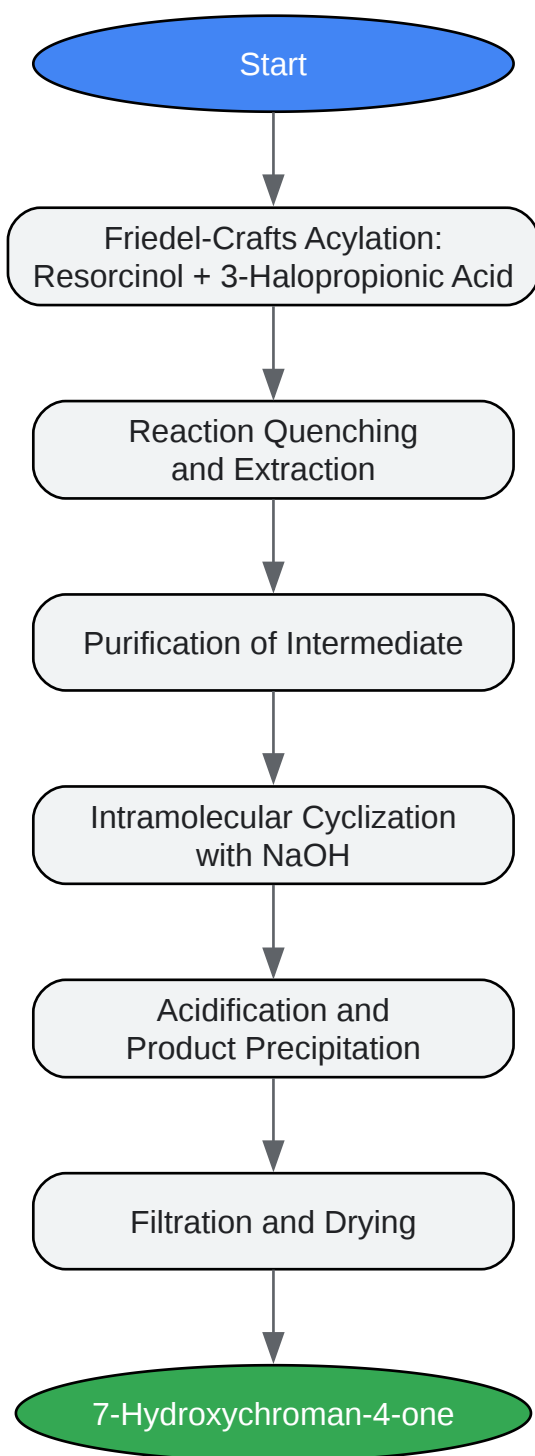 Start
Friedel-Crafts Acylation:
Resorcinol + 3-Halopropionic Acid
Reaction Quenching
and Extraction
Purification of Intermediate
Intramolecular Cyclization
with NaOH
Acidification and
Product Precipitation
Filtration and Drying
7-Hydroxychroman-4-one